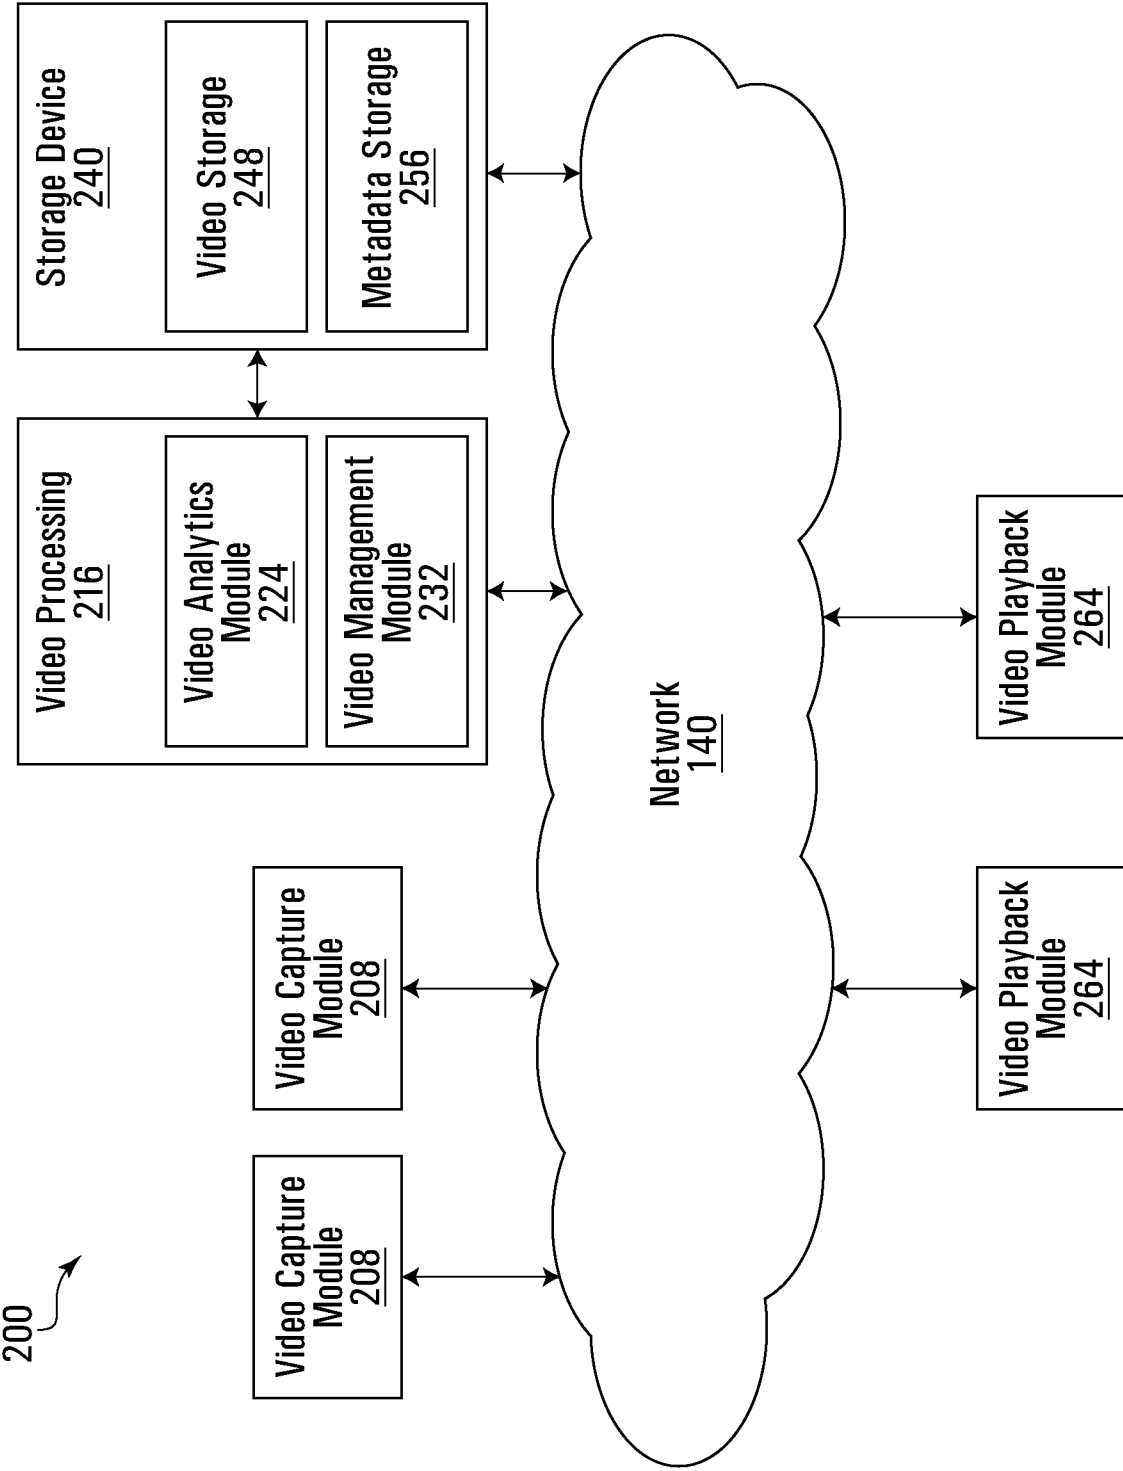 200
Video Capture
Module
208
Video Capture
Module
208
Video Processing
216
Video Analytics
Module
224
Video Management
Module
232
Storage Device
240
Video Storage
248
Metadata Storage
256
Network
140
Video Playback
Module
264
Video Playback
Module
264